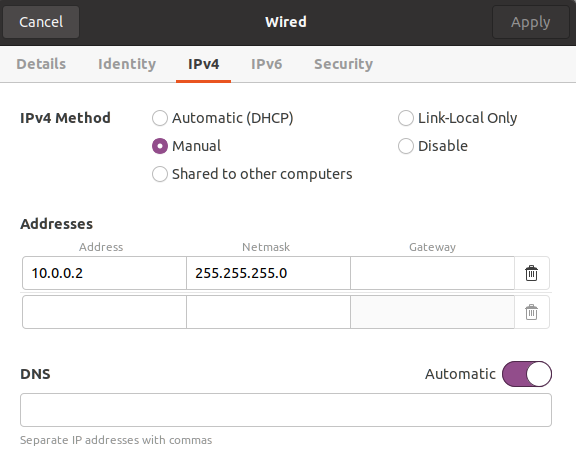 Cancel Wired Apply
Details Identity IPv4 IPv6 Security
IPv4 Method Automatic (DHCP) Link-Local Only
Manual Disable
Shared to other computers
Addresses
Address Netmask Gateway
10.0.0.2 255.255.255.0
DNS Automatic
Separate IP addresses with commas